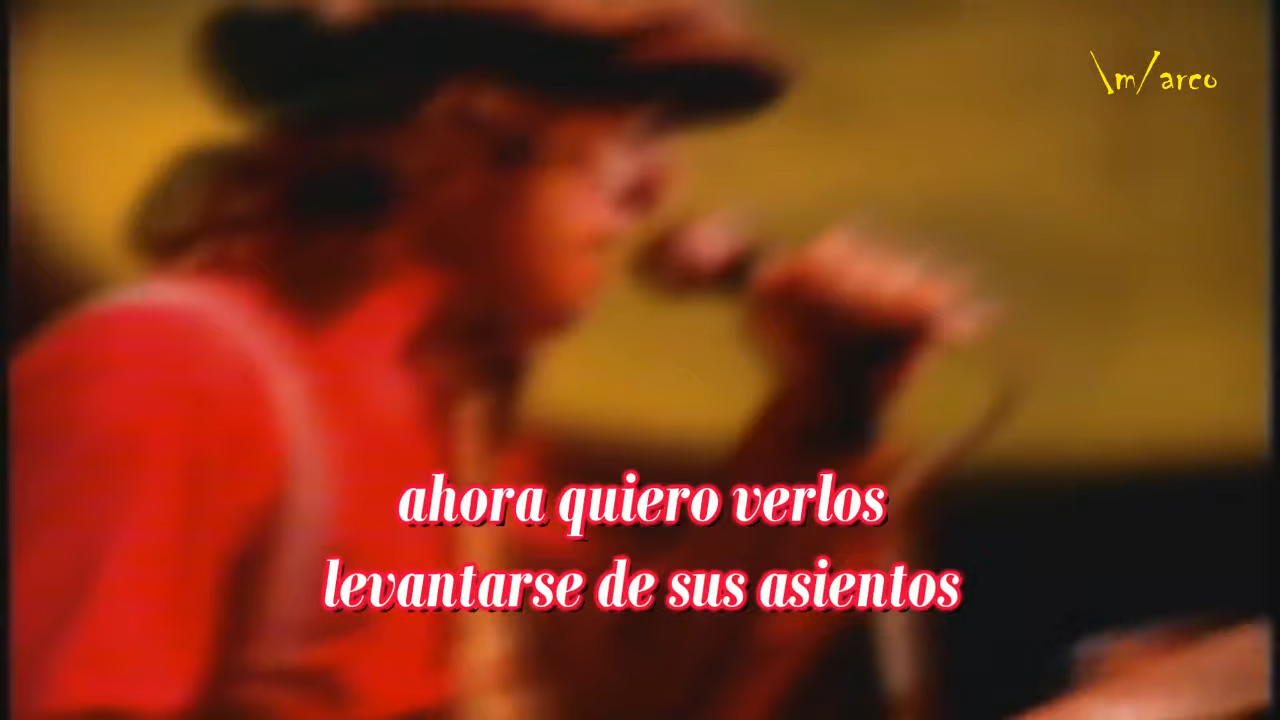 \m/ arco
ahora quiero verlos
levantarse de sus asientos